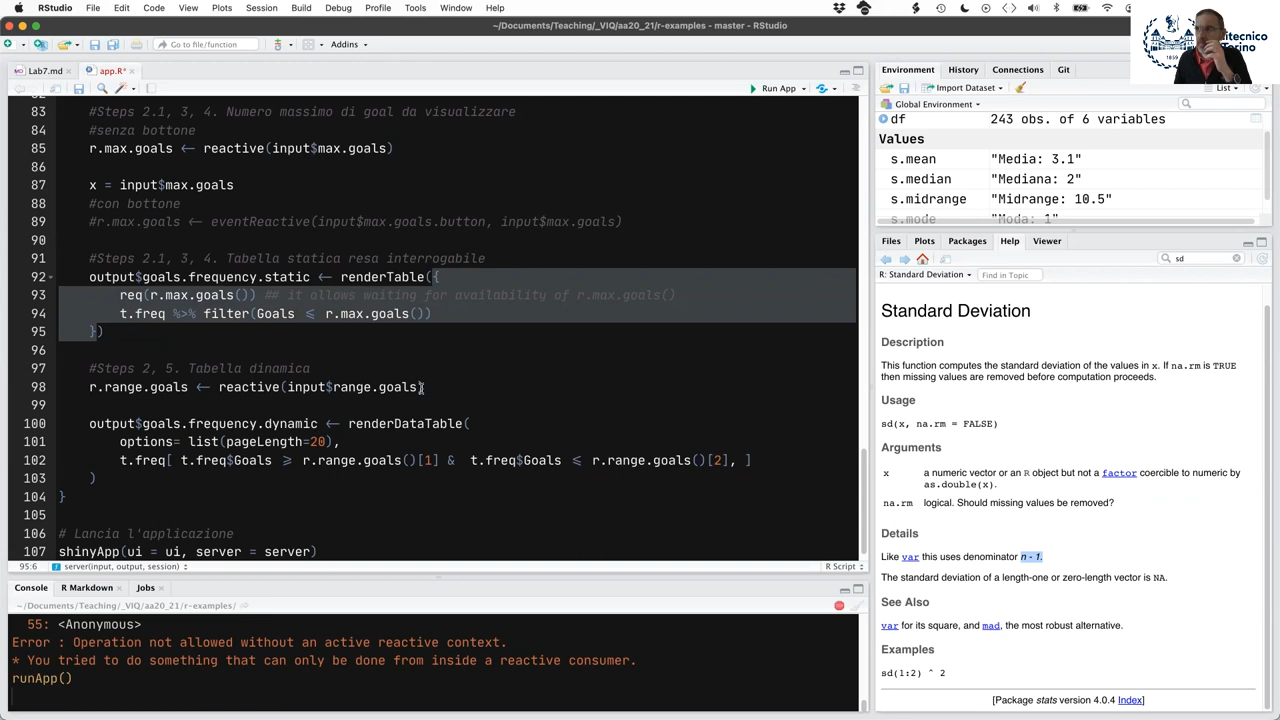 RStudio File Edit Code View Plots Session Build Debug Profile Tools Window Help
~/Documents/Teaching/_VIQ/aa20_21/r-examples - master - RStudio
Go to file/function Addins
Politecnico
Torino
1859
Lab7.md app.R*
Run App
83 #Steps 2.1, 3, 4. Numero massimo di goal da visualizzare
84 #senza bottone
85 r.max.goals <- reactive(input$max.goals)
86
87 x = input$max.goals
88 #con bottone
89 #r.max.goals <- eventReactive(input$max.goals.button, input$max.goals)
90
91 #Steps 2.1, 3, 4. Tabella statica resa interrogabile
92 output$goals.frequency.static <- renderTable({
93 req(r.max.goals()) ## it allows waiting for availability of r.max.goals()
94 t.freq %>% filter(Goals <= r.max.goals())
95 })
96
97 #Steps 2, 5. Tabella dinamica
98 r.range.goals <- reactive(input$range.goals)
99
100 output$goals.frequency.dynamic <- renderDataTable(
101 options= list(pageLength=20),
102 t.freq[ t.freq$Goals >= r.range.goals()[1] & t.freq$Goals <= r.range.goals()[2], ]
103 )
104 }
105
106 # Lancia l'applicazione
107 shinyApp(ui = ui, server = server)
95:6 server(input, output, session) R Script
Console R Markdown Jobs
~/Documents/Teaching/_VIQ/aa20_21/r-examples/
55: <Anonymous>
Error : Operation not allowed without an active reactive context.
* You tried to do something that can only be done from inside a reactive consumer.
runApp()
Environment History Connections Git
Import Dataset List
Global Environment
df 243 obs. of 6 variables
Values
s.mean "Media: 3.1"
s.median "Mediana: 2"
s.midrange "Midrange: 10.5"
s.mode "Moda: 1"
Files Plots Packages Help Viewer
sd
R: Standard Deviation Find in Topic
Standard Deviation
Description
This function computes the standard deviation of the values in x. If na.rm is TRUE
then missing values are removed before computation proceeds.
Usage
sd(x, na.rm = FALSE)
Arguments
x a numeric vector or an R object but not a factor coercible to numeric by
as.double(x).
na.rm logical. Should missing values be removed?
Details
Like var this uses denominator n - 1.
The standard deviation of a length-one or zero-length vector is NA.
See Also
var for its square, and mad, the most robust alternative.
Examples
sd(1:2) ^ 2
[Package stats version 4.0.4 Index]